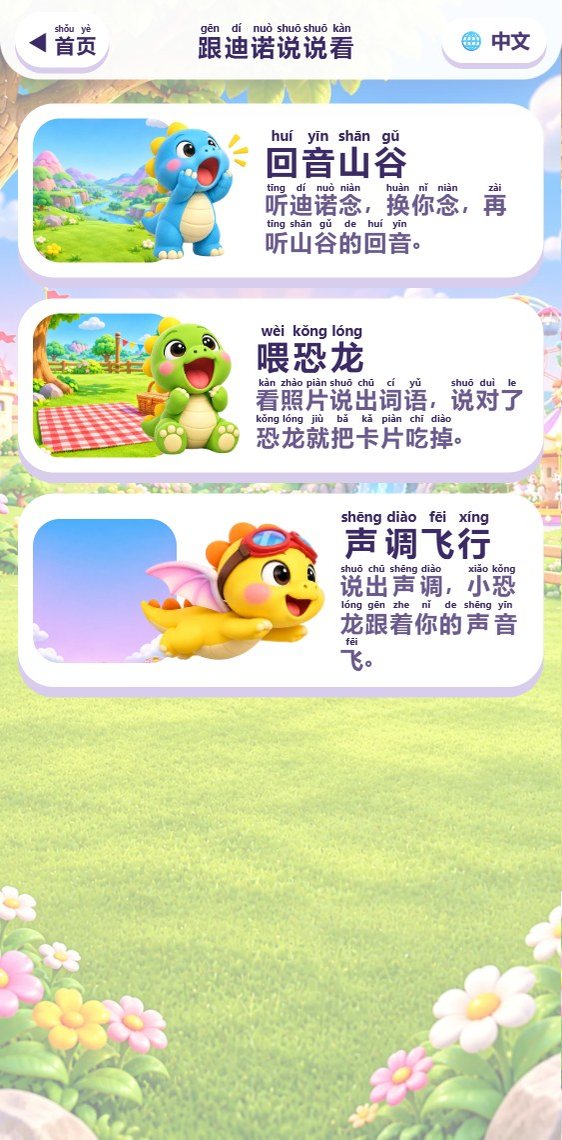 shǒu yè
首页
gēn dí nuò shuō shuō kàn
跟迪诺说说看
中文
huí yīn shān gǔ
回音山谷
tīng dí nuò niàn huàn nǐ niàn zài
听迪诺念，换你念，再
tīng shān gǔ de huí yīn
听山谷的回音。
wèi kǒng lóng
喂恐龙
kàn zhào piàn shuō chū cí yǔ shuō duì le
看照片说出词语，说对了
kǒng lóng jiù bǎ kǎ piàn chī diào
恐龙就把卡片吃掉。
shēng diào fēi xíng
声调飞行
shuō chū shēng diào xiǎo kǒng
说出声调，小恐
lóng gēn zhe nǐ de shēng yīn
龙跟着你的声音
fēi
飞。